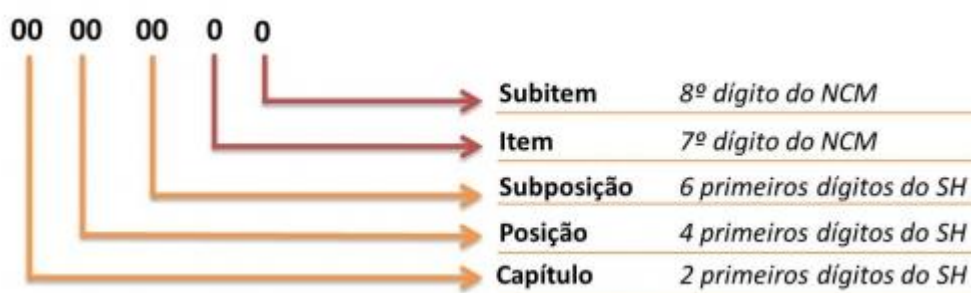 00 00 00 0 0
Subitem 8º dígito do NCM
Item 7º dígito do NCM
Subposição 6 primeiros dígitos do SH
Posição 4 primeiros dígitos do SH
Capítulo 2 primeiros dígitos do SH